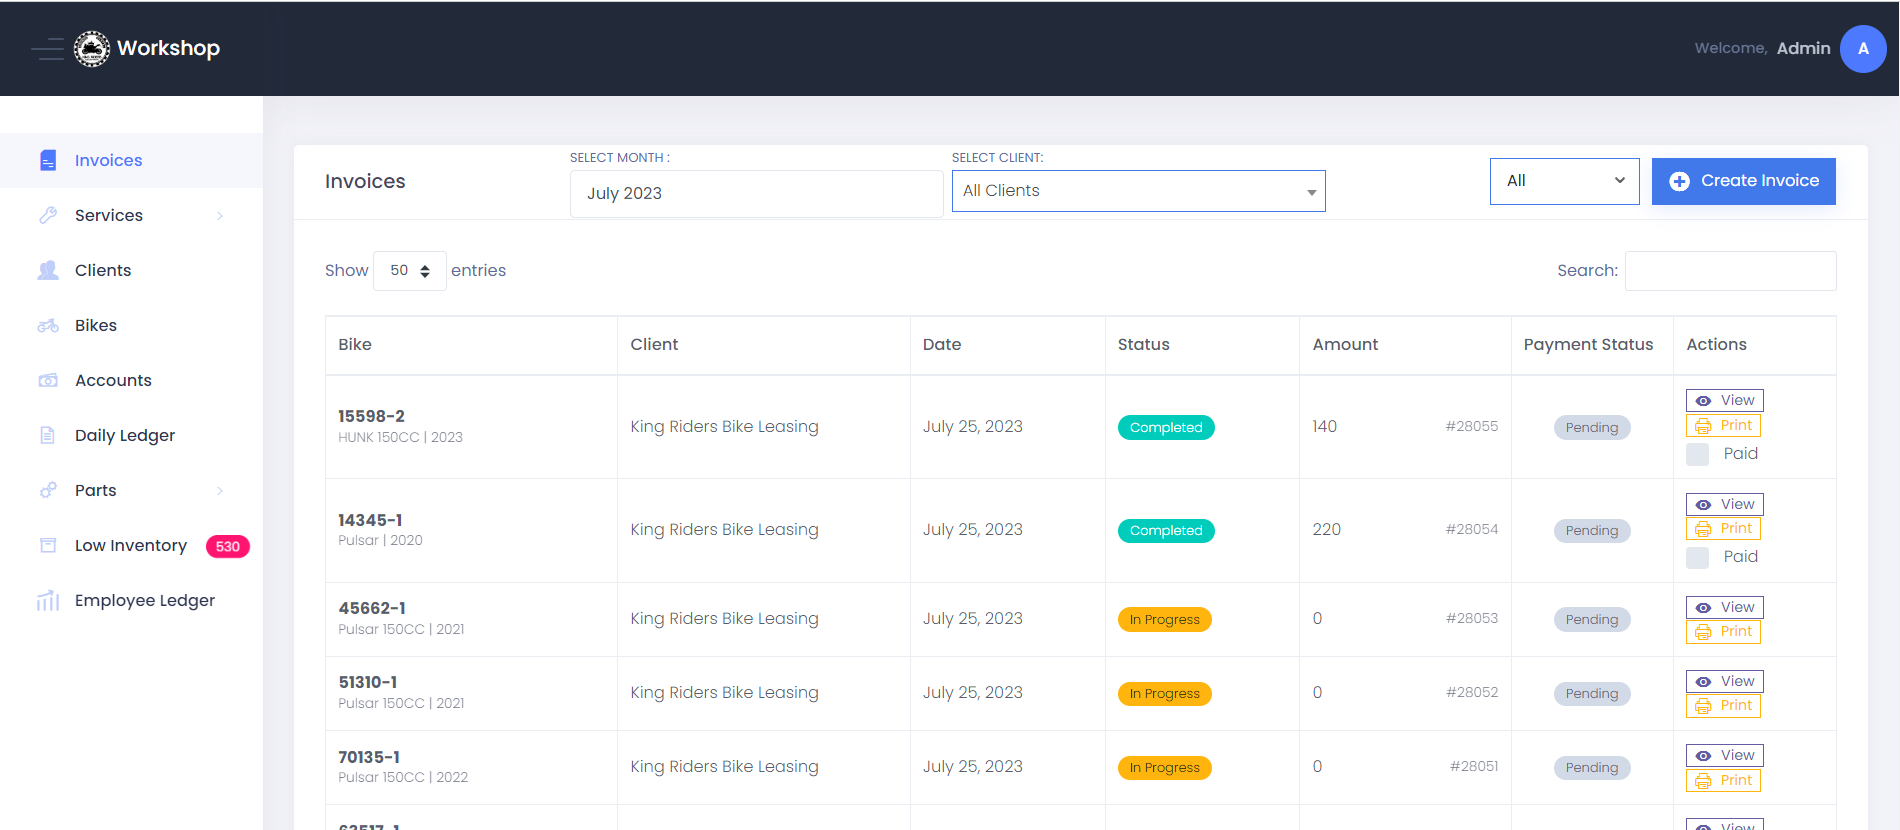 Workshop
Welcome, Admin A
Invoices
Services
Clients
Bikes
Accounts
Daily Ledger
Parts
Low Inventory 530
Employee Ledger
Invoices
SELECT MONTH :
July 2023
SELECT CLIENT:
All Clients
All
Create Invoice
Show 50 entries
Search:
Bike Client Date Status Amount Payment Status Actions
15598-2
HUNK 150CC | 2023
King Riders Bike Leasing July 25, 2023 Completed 140 #28055 Pending
View
Print
Paid
14345-1
Pulsar | 2020
King Riders Bike Leasing July 25, 2023 Completed 220 #28054 Pending
View
Print
Paid
45662-1
Pulsar 150CC | 2021
King Riders Bike Leasing July 25, 2023 In Progress 0 #28053 Pending
View
Print
51310-1
Pulsar 150CC | 2021
King Riders Bike Leasing July 25, 2023 In Progress 0 #28052 Pending
View
Print
70135-1
Pulsar 150CC | 2022
King Riders Bike Leasing July 25, 2023 In Progress 0 #28051 Pending
View
Print
63517-1
View